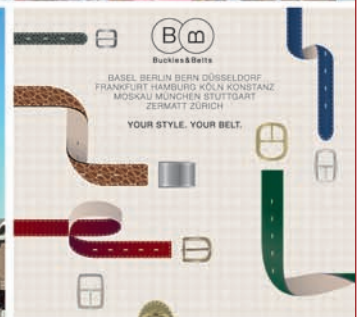 BB
Buckles&Belts
BASEL BERLIN BERN DÜSSELDORF
FRANKFURT HAMBURG KÖLN KONSTANZ
MOSKAU MÜNCHEN STUTTGART
ZERMATT ZÜRICH
YOUR STYLE. YOUR BELT.